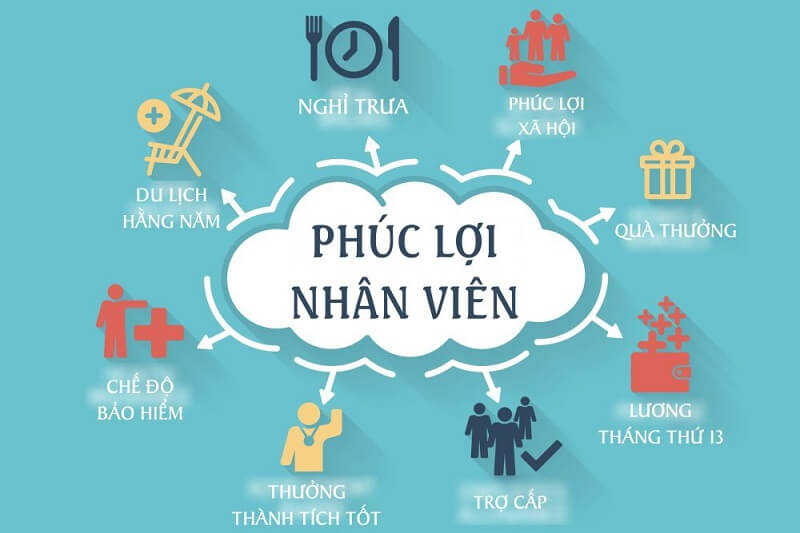 NGHỈ TRƯA
PHÚC LỢI
XÃ HỘI
DU LỊCH
HẰNG NĂM
QUÀ THƯỞNG
PHÚC LỢI
NHÂN VIÊN
CHẾ ĐỘ
BẢO HIỂM
LƯƠNG
THÁNG THỨ 13
THƯỞNG
THÀNH TÍCH TỐT
TRỢ CẤP